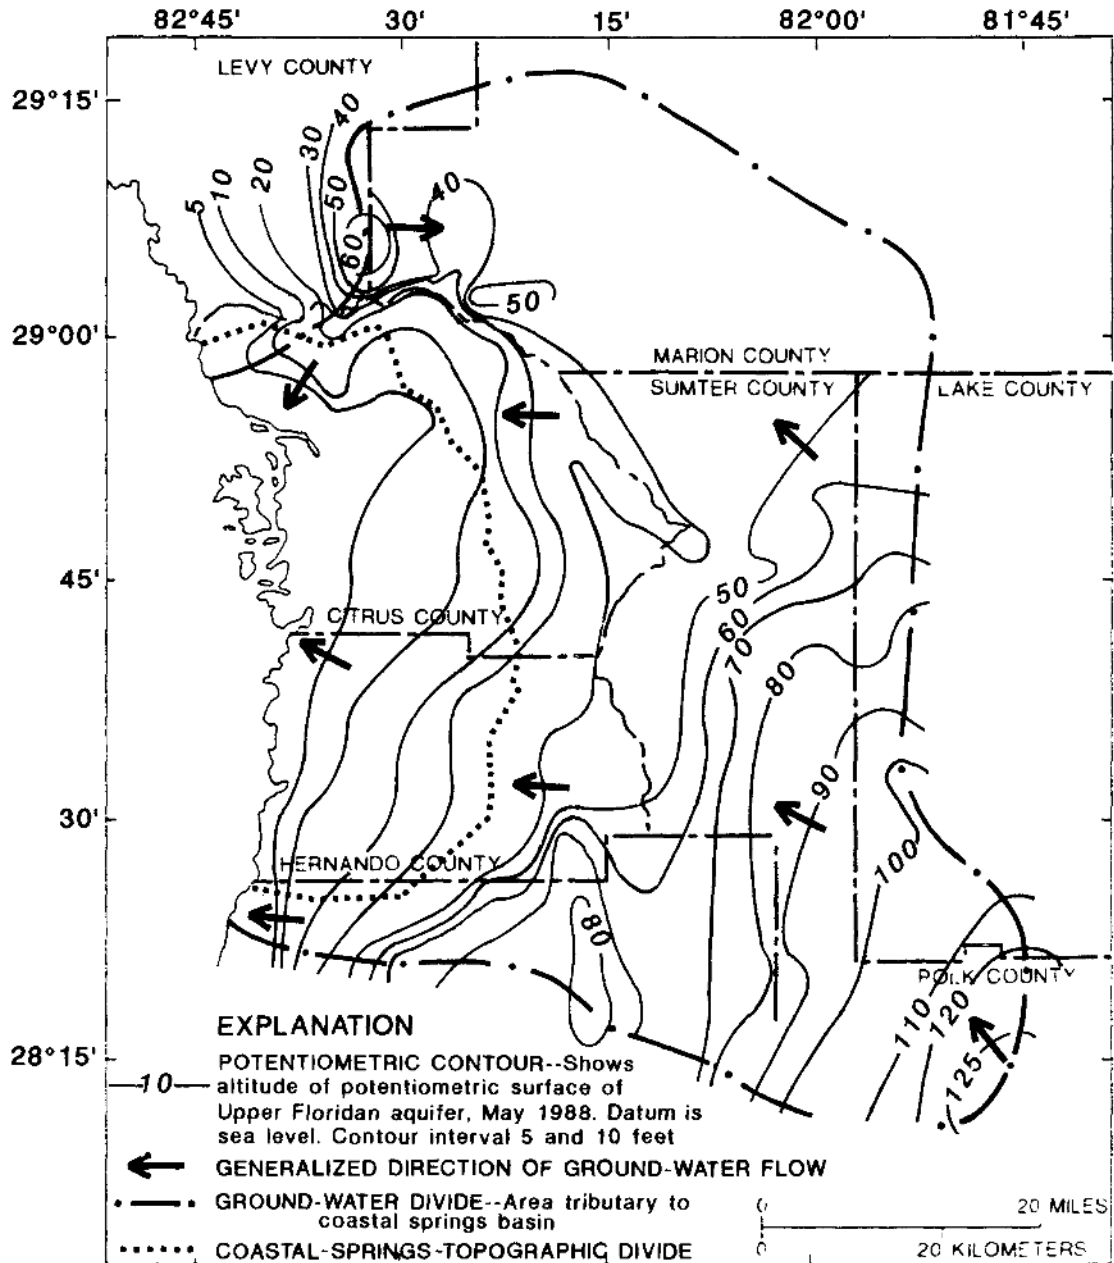 82°45' 30' 15' 82°00' 81°45'
LEVY COUNTY
29°15'
40
30
50
20
10
5
60
40
50
29°00'
MARION COUNTY
SUMTER COUNTY
LAKE COUNTY
45'
50
60
70
80
CITRUS COUNTY
90
30'
100
HERNANDO COUNTY
80
POLK COUNTY
110
120
125
28°15'
EXPLANATION
POTENTIOMETRIC CONTOUR--Shows
—10— altitude of potentiometric surface of
Upper Floridan aquifer, May 1988. Datum is
sea level. Contour interval 5 and 10 feet
GENERALIZED DIRECTION OF GROUND-WATER FLOW
GROUND-WATER DIVIDE--Area tributary to
coastal springs basin
COASTAL-SPRINGS-TOPOGRAPHIC DIVIDE
0 20 MILES
0 20 KILOMETERS